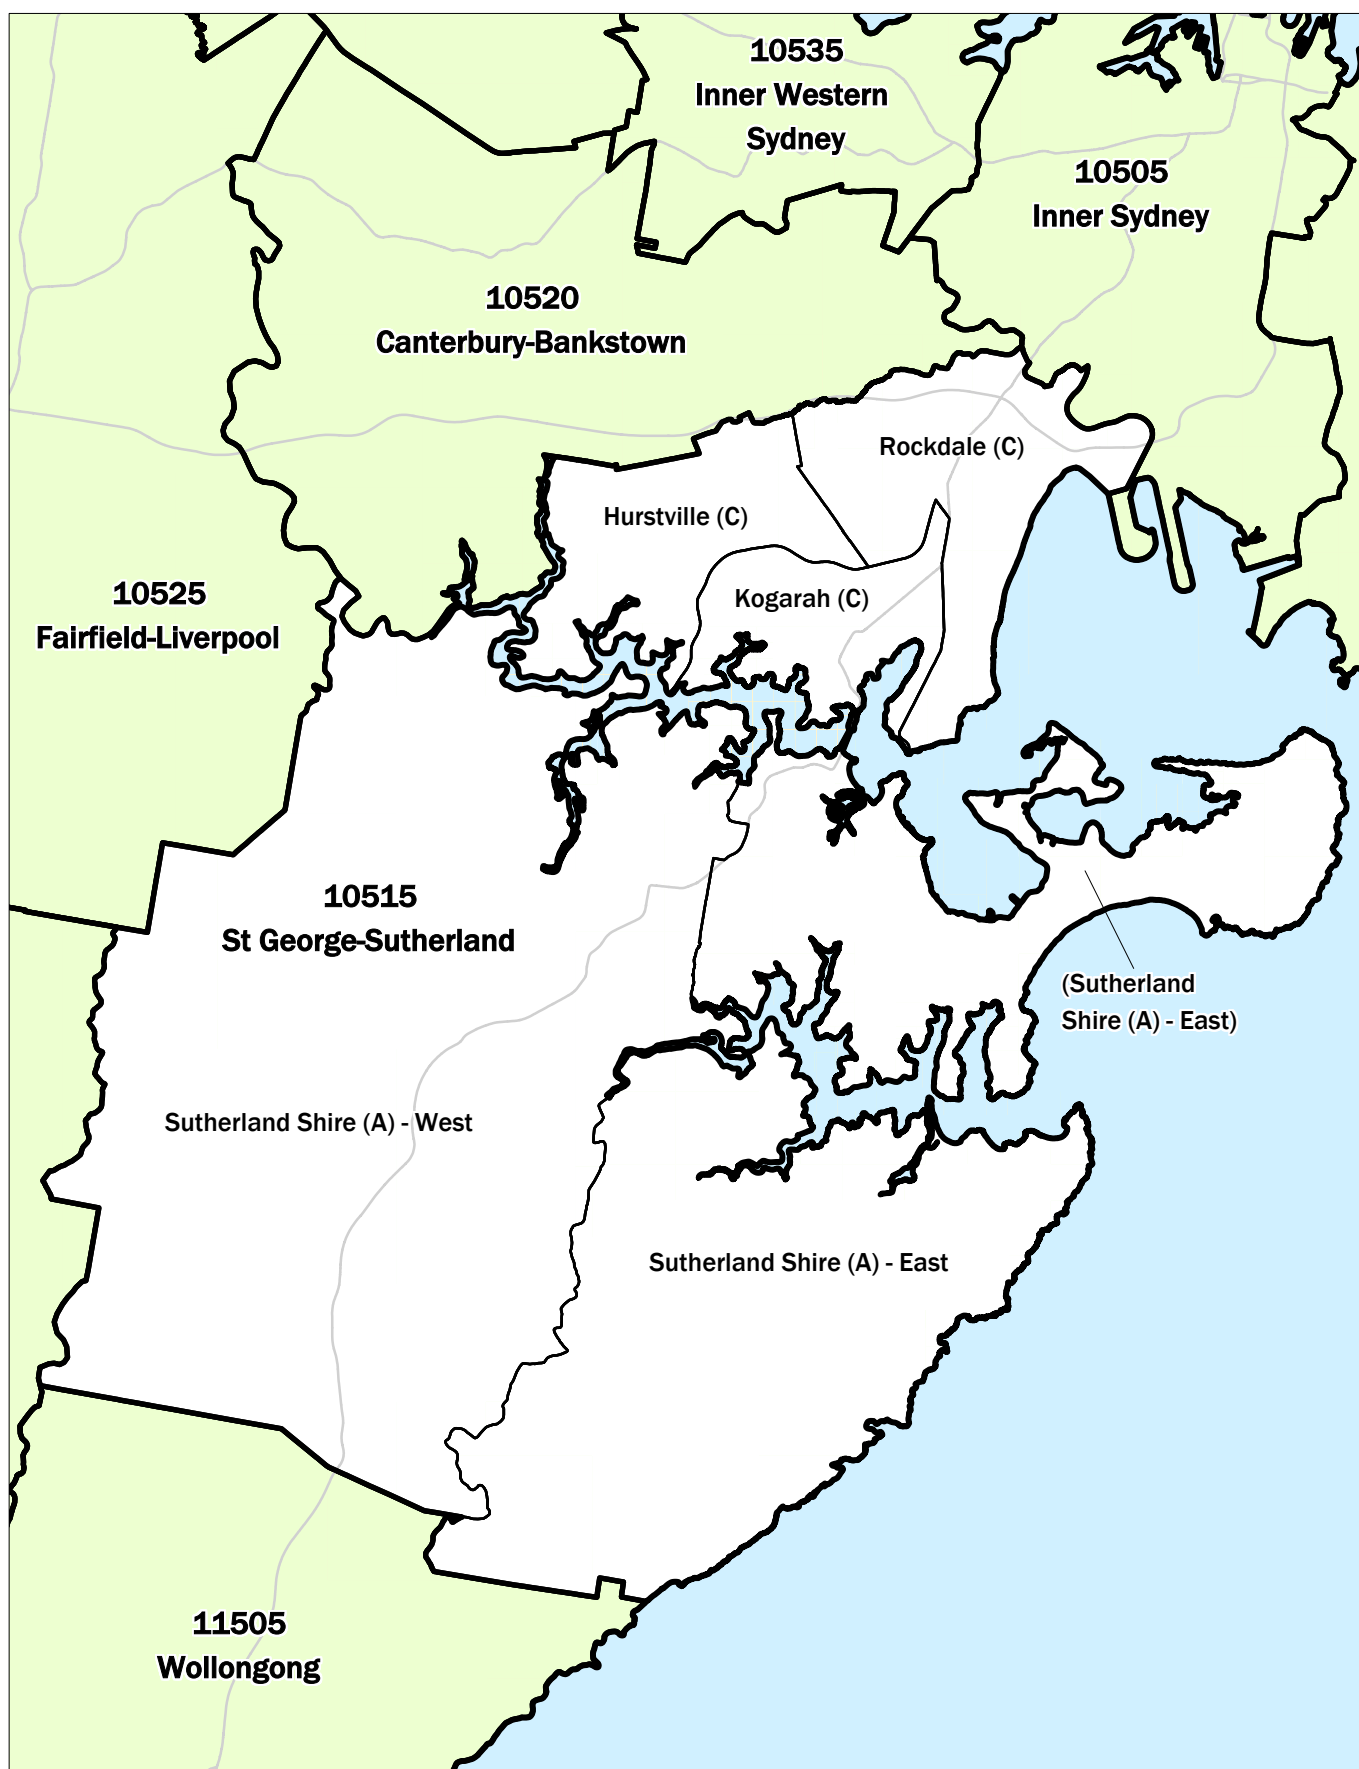 10535
Inner Western
Sydney
10505
Inner Sydney
10520
Canterbury-Bankstown
Rockdale (C)
Hurstville (C)
10525
Fairfield-Liverpool
Kogarah (C)
10515
St George-Sutherland
(Sutherland
Shire (A) - East)
Sutherland Shire (A) - West
Sutherland Shire (A) - East
11505
Wollongong